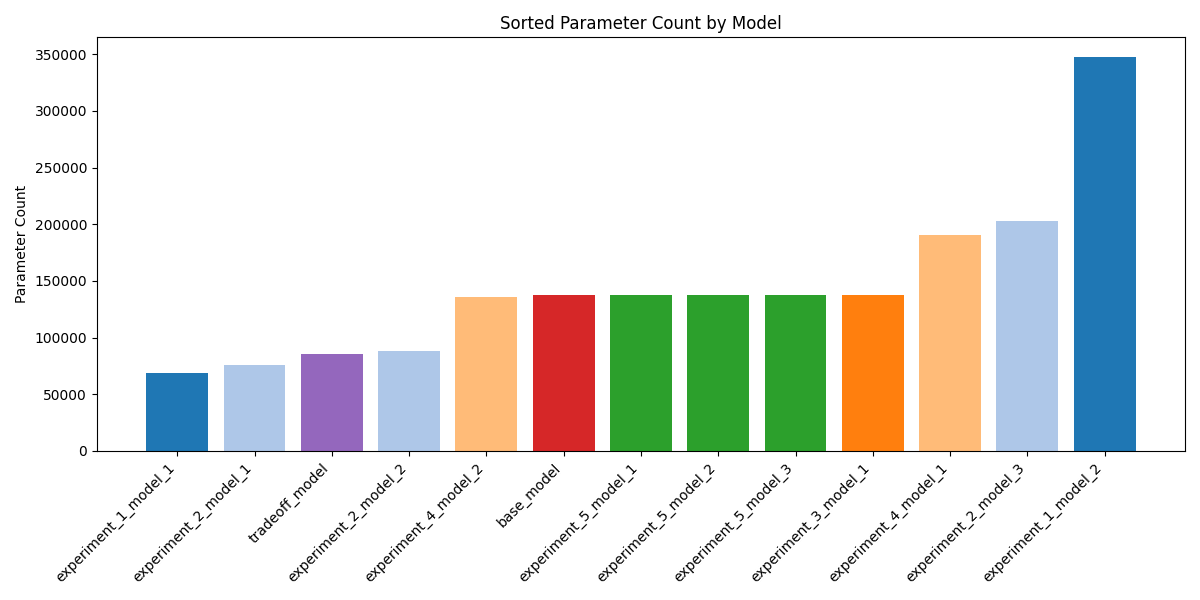 Sorted Parameter Count by Model
Parameter Count
350000
300000
250000
200000
150000
100000
50000
0
experiment_1_model_1
experiment_2_model_1
tradeoff_model
experiment_2_model_2
experiment_4_model_2
base_model
experiment_5_model_1
experiment_5_model_2
experiment_5_model_3
experiment_3_model_1
experiment_4_model_1
experiment_2_model_3
experiment_1_model_2